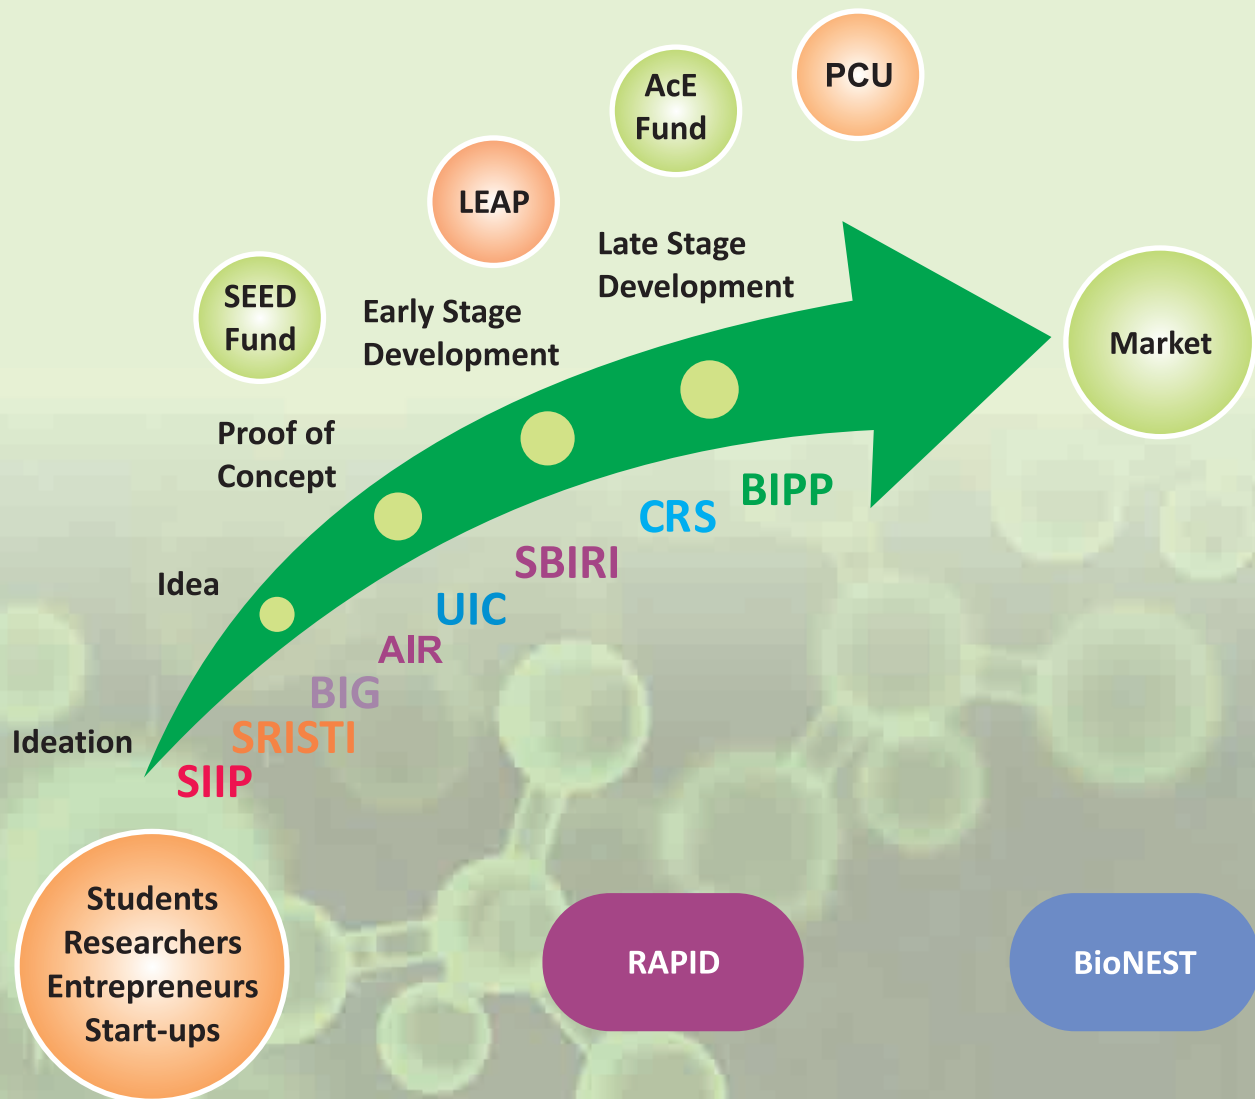 PCU
AcE
Fund
LEAP
Late Stage
Development
SEED
Fund
Early Stage
Development
Market
Proof of
Concept
BIPP
CRS
SBIRI
Idea
UIC
AIR
BIG
SRISTI
Ideation
SIIP
Students
Researchers
Entrepreneurs
Start-ups
RAPID
BioNEST